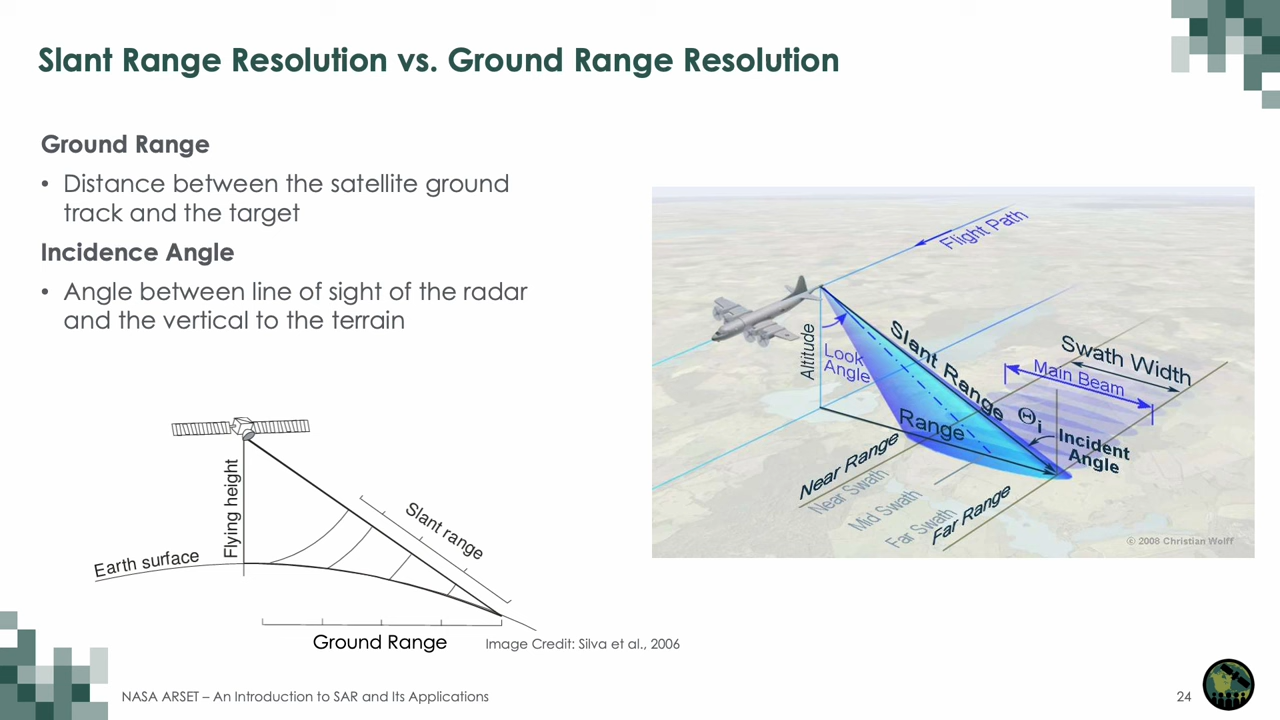 Slant Range Resolution vs. Ground Range Resolution
Ground Range
• Distance between the satellite ground
track and the target
Incidence Angle
• Angle between line of sight of the radar
and the vertical to the terrain
Flying height
Slant range
Earth surface
Ground Range
Image Credit: Silva et al., 2006
Flight Path
Altitude
Look
Angle
Slant Range
Swath Width
Main Beam
Range
Θi
Incident
Angle
Near Range
Near Swath
Mid Swath
Far Swath
Far Range
© 2008 Christian Wolff
NASA ARSET – An Introduction to SAR and Its Applications
24